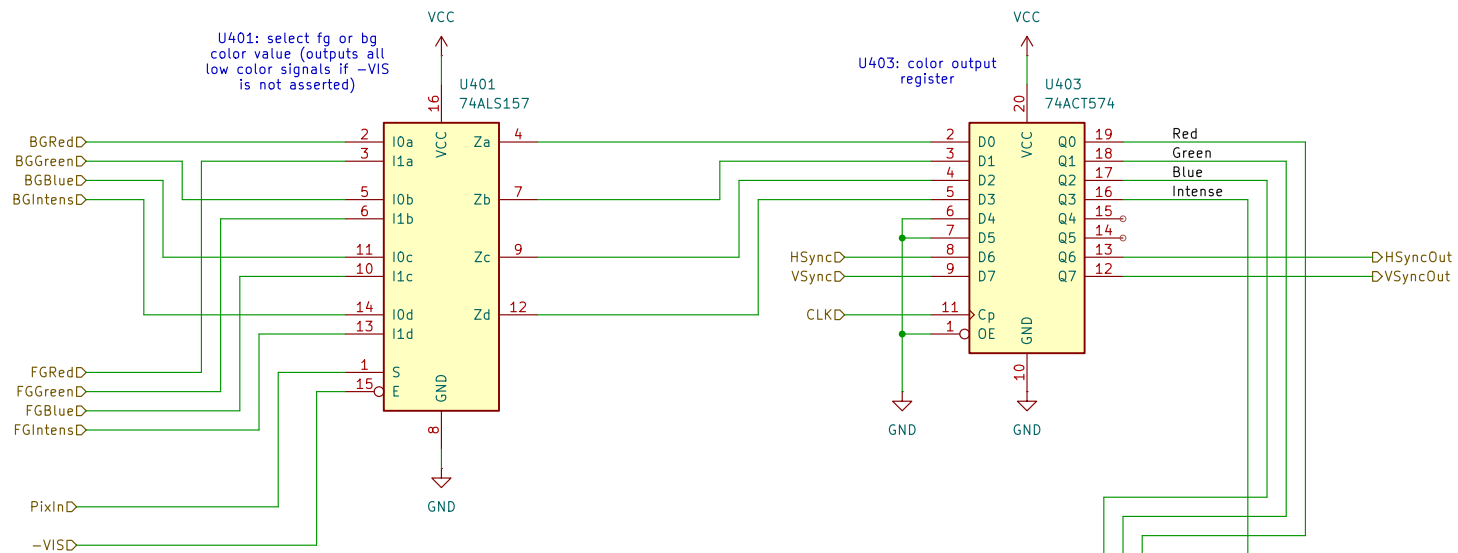 VCC
VCC
U401: select fg or bg
color value (outputs all
low color signals if -VIS
is not asserted)
U403: color output
register
U401
74ALS157
U403
74ACT574
16
20
BGRed
BGGreen
BGBlue
BGIntens
FGRed
FGGreen
FGBlue
FGIntens
PixIn
-VIS
2 I0a
3 I1a
5 I0b
6 I1b
11 I0c
10 I1c
14 I0d
13 I1d
1 S
15 E
VCC
GND
Za 4
Zb 7
Zc 9
Zd 12
8
GND
HSync
VSync
CLK
2 D0
3 D1
4 D2
5 D3
6 D4
7 D5
8 D6
9 D7
11 Cp
1 OE
VCC
GND
Q0 19 Red
Q1 18 Green
Q2 17 Blue
Q3 16 Intense
Q4 15
Q5 14
Q6 13 HSyncOut
Q7 12 VSyncOut
10
GND
GND